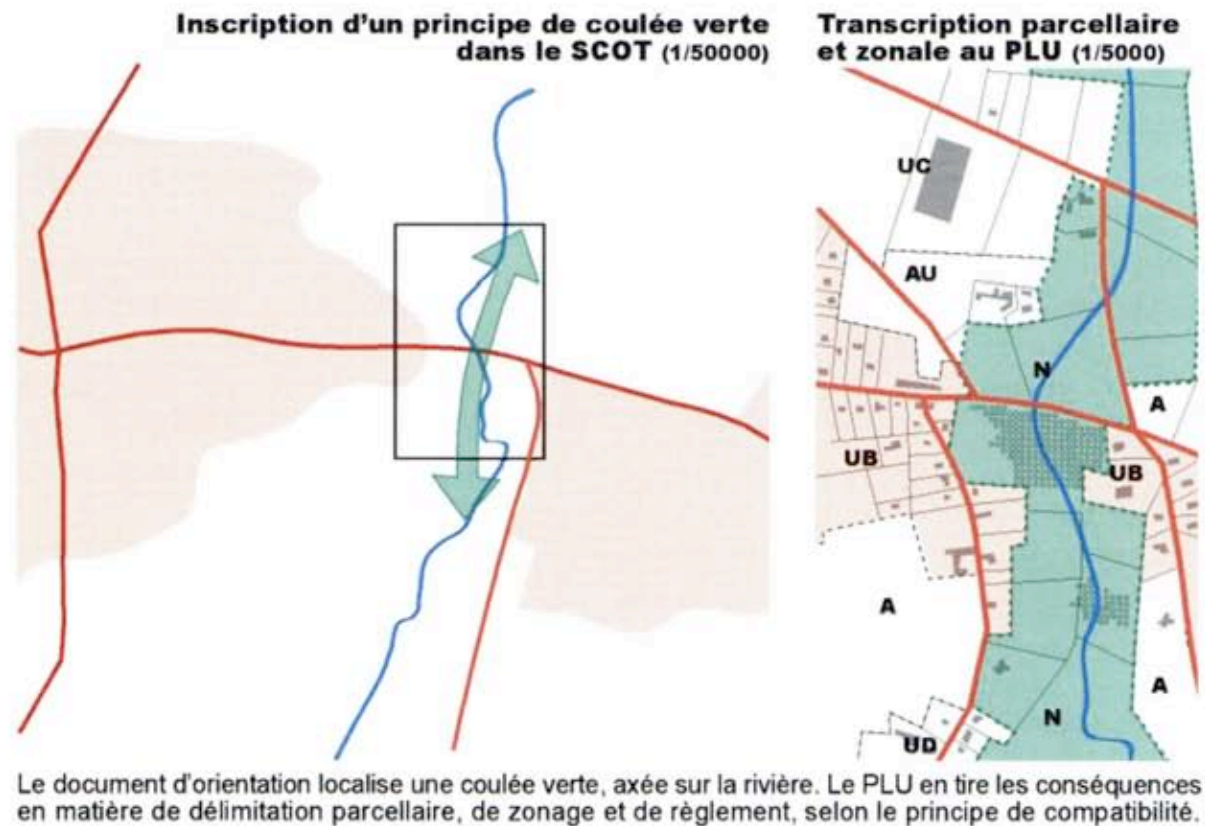 Inscription d'un principe de coulée verte
dans le SCOT (1/50000)
Transcription parcellaire
et zonale au PLU (1/5000)
UC
AU
N
A
UB
UB
A
A
N
UD
Le document d'orientation localise une coulée verte, axée sur la rivière. Le PLU en tire les conséquences
en matière de délimitation parcellaire, de zonage et de règlement, selon le principe de compatibilité.